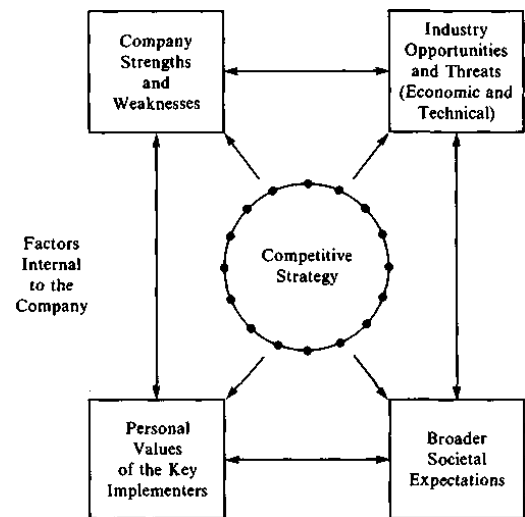 Company
Strengths
and
Weaknesses
Industry
Opportunities
and Threats
(Economic and
Technical)
Factors
Internal
to the
Company
Competitive
Strategy
Personal
Values
of the Key
Implementers
Broader
Societal
Expectations